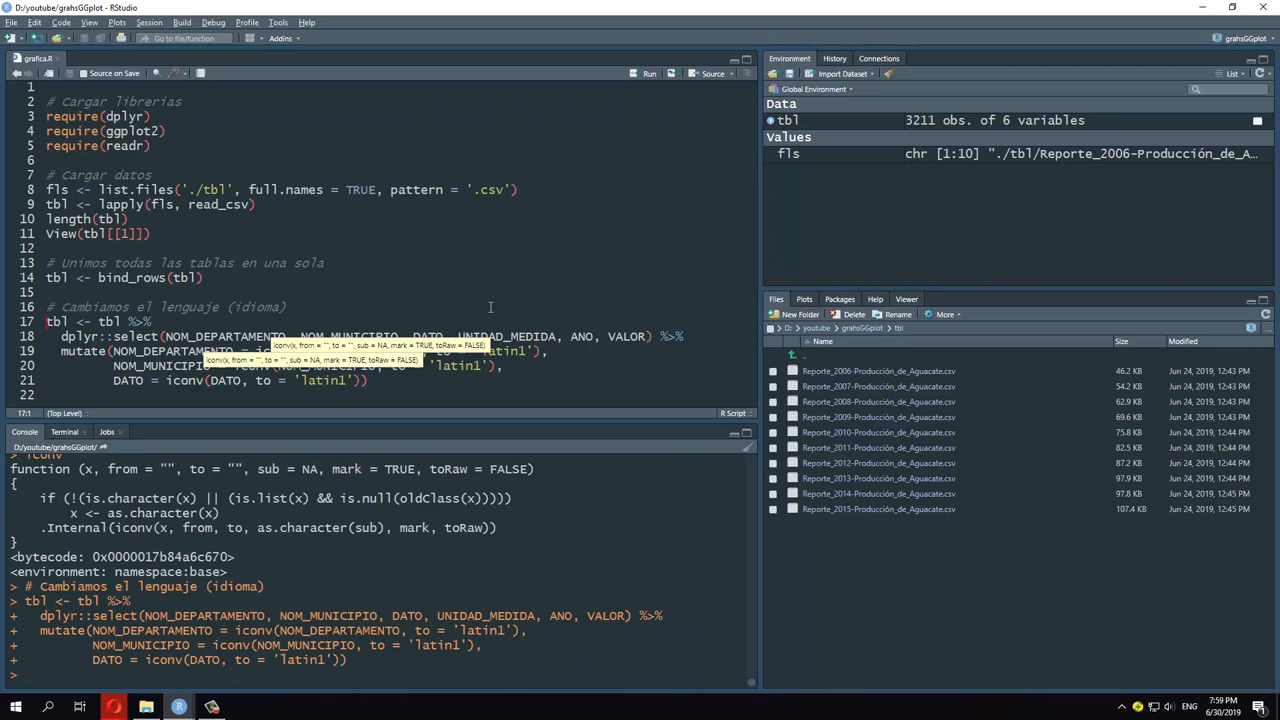 D:/youtube/grahsGGplot - RStudio
File Edit Code View Plots Session Build Debug Profile Tools Help
Go to file/function Addins grahsGGplot
grafica.R
Source on Save Run Source
1
2 # Cargar librerias
3 require(dplyr)
4 require(ggplot2)
5 require(readr)
6
7 # Cargar datos
8 fls <- list.files('./tbl', full.names = TRUE, pattern = '.csv')
9 tbl <- lapply(fls, read_csv)
10 length(tbl)
11 View(tbl[[1]])
12
13 # Unimos todas las tablas en una sola
14 tbl <- bind_rows(tbl)
15
16 # Cambiamos el lenguaje (idioma)
17 tbl <- tbl %>%
18 dplyr::select(NOM_DEPARTAMENTO, NOM_MUNICIPIO, DATO, UNIDAD_MEDIDA, ANO, VALOR) %>%
iconv(x, from = "", to = "", sub = NA, mark = TRUE, toRaw = FALSE)
19 mutate(NOM_DEPARTAMENTO = 'latin1'),
iconv(x, from = "", to = "", sub = NA, mark = TRUE, toRaw = FALSE)
20 NOM_MUNICIPIO = iconv(NOM_MUNICIPIO, to = 'latin1'),
21 DATO = iconv(DATO, to = 'latin1'))
22
17:1 (Top Level) R Script
Console Terminal Jobs
D:/youtube/grahsGGplot/
> iconv
function (x, from = "", to = "", sub = NA, mark = TRUE, toRaw = FALSE)
{
if (!(is.character(x) || (is.list(x) && is.null(oldClass(x)))))
x <- as.character(x)
.Internal(iconv(x, from, to, as.character(sub), mark, toRaw))
}
<bytecode: 0x0000017b84a6c670>
<environment: namespace:base>
> # Cambiamos el lenguaje (idioma)
> tbl <- tbl %>%
+ dplyr::select(NOM_DEPARTAMENTO, NOM_MUNICIPIO, DATO, UNIDAD_MEDIDA, ANO, VALOR) %>%
+ mutate(NOM_DEPARTAMENTO = iconv(NOM_DEPARTAMENTO, to = 'latin1'),
+ NOM_MUNICIPIO = iconv(NOM_MUNICIPIO, to = 'latin1'),
+ DATO = iconv(DATO, to = 'latin1'))
>
Environment History Connections
Import Dataset List
Global Environment
Data
tbl 3211 obs. of 6 variables
Values
fls chr [1:10] "./tbl/Reporte_2006-Producción_de_A…
Files Plots Packages Help Viewer
New Folder Delete Rename More
D: youtube grahsGGplot tbl
Name Size Modified
..
Reporte_2006-Producción_de_Aguacate.csv 46.2 KB Jun 24, 2019, 12:43 PM
Reporte_2007-Producción_de_Aguacate.csv 54.2 KB Jun 24, 2019, 12:43 PM
Reporte_2008-Producción_de_Aguacate.csv 62.9 KB Jun 24, 2019, 12:43 PM
Reporte_2009-Producción_de_Aguacate.csv 69.6 KB Jun 24, 2019, 12:43 PM
Reporte_2010-Producción_de_Aguacate.csv 75.8 KB Jun 24, 2019, 12:43 PM
Reporte_2011-Producción_de_Aguacate.csv 82.5 KB Jun 24, 2019, 12:43 PM
Reporte_2012-Producción_de_Aguacate.csv 87.2 KB Jun 24, 2019, 12:43 PM
Reporte_2013-Producción_de_Aguacate.csv 97.9 KB Jun 24, 2019, 12:44 PM
Reporte_2014-Producción_de_Aguacate.csv 97.8 KB Jun 24, 2019, 12:45 PM
Reporte_2015-Producción_de_Aguacate.csv 107.4 KB Jun 24, 2019, 12:45 PM
ENG
7:59 PM
6/30/2019